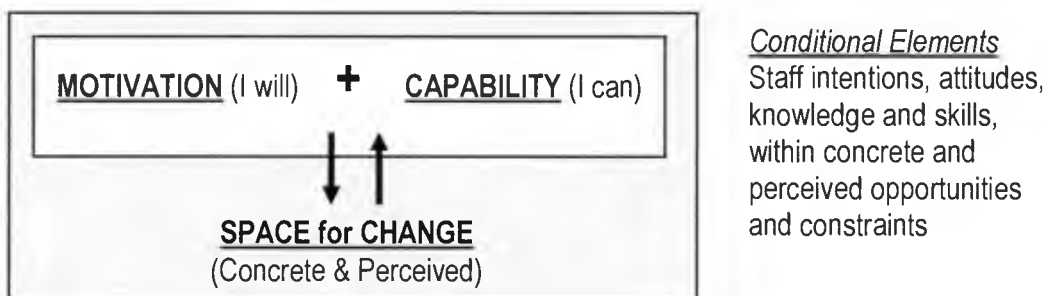 MOTIVATION (I will) + CAPABILITY (I can)
SPACE for CHANGE
(Concrete & Perceived)
Conditional Elements
Staff intentions, attitudes,
knowledge and skills,
within concrete and
perceived opportunities
and constraints